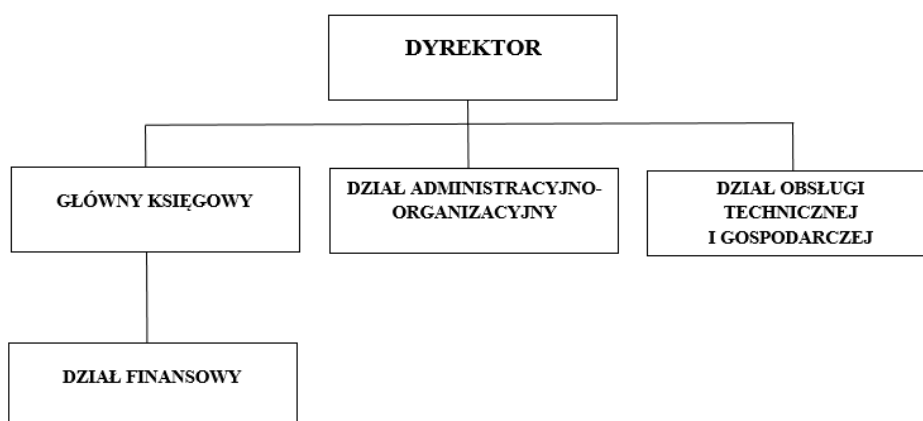 DYREKTOR
GŁÓWNY KSIĘGOWY
DZIAŁ ADMINISTRACYJNO-
ORGANIZACYJNY
DZIAŁ OBSŁUGI
TECHNICZNEJ
I GOSPODARCZEJ
DZIAŁ FINANSOWY